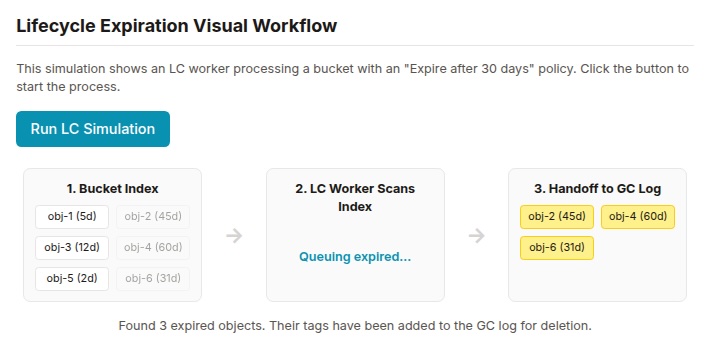 Lifecycle Expiration Visual Workflow
This simulation shows an LC worker processing a bucket with an "Expire after 30 days" policy. Click the button to
start the process.
Run LC Simulation
1. Bucket Index
obj-1 (5d) obj-2 (45d)
obj-3 (12d) obj-4 (60d)
obj-5 (2d) obj-6 (31d)
2. LC Worker Scans
Index
Queuing expired...
3. Handoff to GC Log
obj-2 (45d) obj-4 (60d)
obj-6 (31d)
Found 3 expired objects. Their tags have been added to the GC log for deletion.